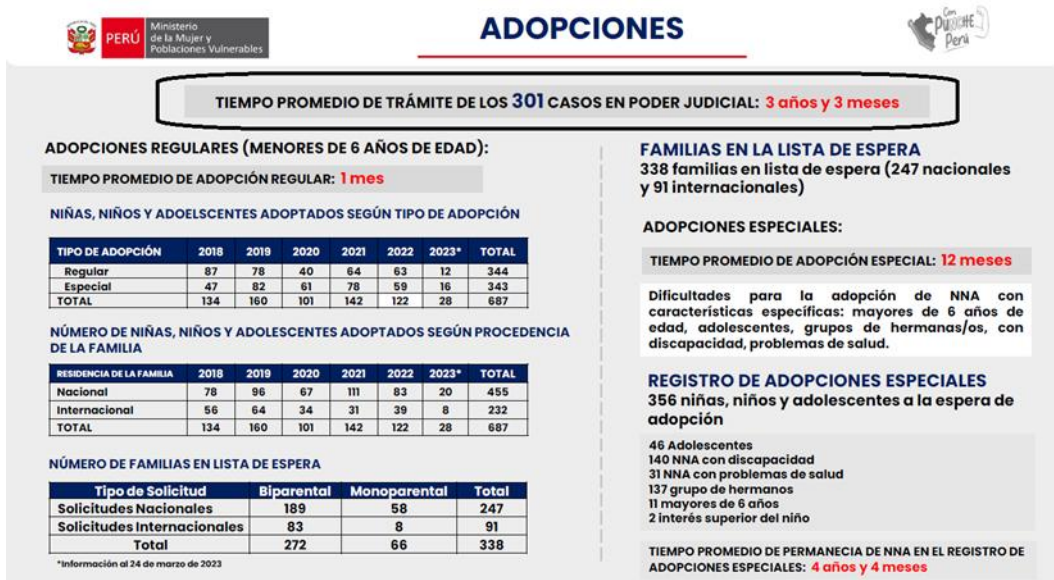 PERÚ
Ministerio
de la Mujer y
Poblaciones Vulnerables
ADOPCIONES
Con
PUNCHE
Perú
TIEMPO PROMEDIO DE TRÁMITE DE LOS 301 CASOS EN PODER JUDICIAL: 3 años y 3 meses
ADOPCIONES REGULARES (MENORES DE 6 AÑOS DE EDAD):
TIEMPO PROMEDIO DE ADOPCIÓN REGULAR: 1 mes
NIÑAS, NIÑOS Y ADOELSCENTES ADOPTADOS SEGÚN TIPO DE ADOPCIÓN
TIPO DE ADOPCIÓN 2018 2019 2020 2021 2022 2023* TOTAL
Regular 87 78 40 64 63 12 344
Especial 47 82 61 78 59 16 343
TOTAL 134 160 101 142 122 28 687
NÚMERO DE NIÑAS, NIÑOS Y ADOLESCENTES ADOPTADOS SEGÚN PROCEDENCIA
DE LA FAMILIA
RESIDENCIA DE LA FAMILIA 2018 2019 2020 2021 2022 2023* TOTAL
Nacional 78 96 67 111 83 20 455
Internacional 56 64 34 31 39 8 232
TOTAL 134 160 101 142 122 28 687
NÚMERO DE FAMILIAS EN LISTA DE ESPERA
Tipo de Solicitud Biparental Monoparental Total
Solicitudes Nacionales 189 58 247
Solicitudes Internacionales 83 8 91
Total 272 66 338
*Información al 24 de marzo de 2023
FAMILIAS EN LA LISTA DE ESPERA
338 familias en lista de espera (247 nacionales
y 91 internacionales)
ADOPCIONES ESPECIALES:
TIEMPO PROMEDIO DE ADOPCIÓN ESPECIAL: 12 meses
Dificultades para la adopción de NNA con
características específicas: mayores de 6 años de
edad, adolescentes, grupos de hermanas/os, con
discapacidad, problemas de salud.
REGISTRO DE ADOPCIONES ESPECIALES
356 niñas, niños y adolescentes a la espera de
adopción
46 Adolescentes
140 NNA con discapacidad
31 NNA con problemas de salud
137 grupo de hermanos
11 mayores de 6 años
2 interés superior del niño
TIEMPO PROMEDIO DE PERMANECIA DE NNA EN EL REGISTRO DE
ADOPCIONES ESPECIALES: 4 años y 4 meses